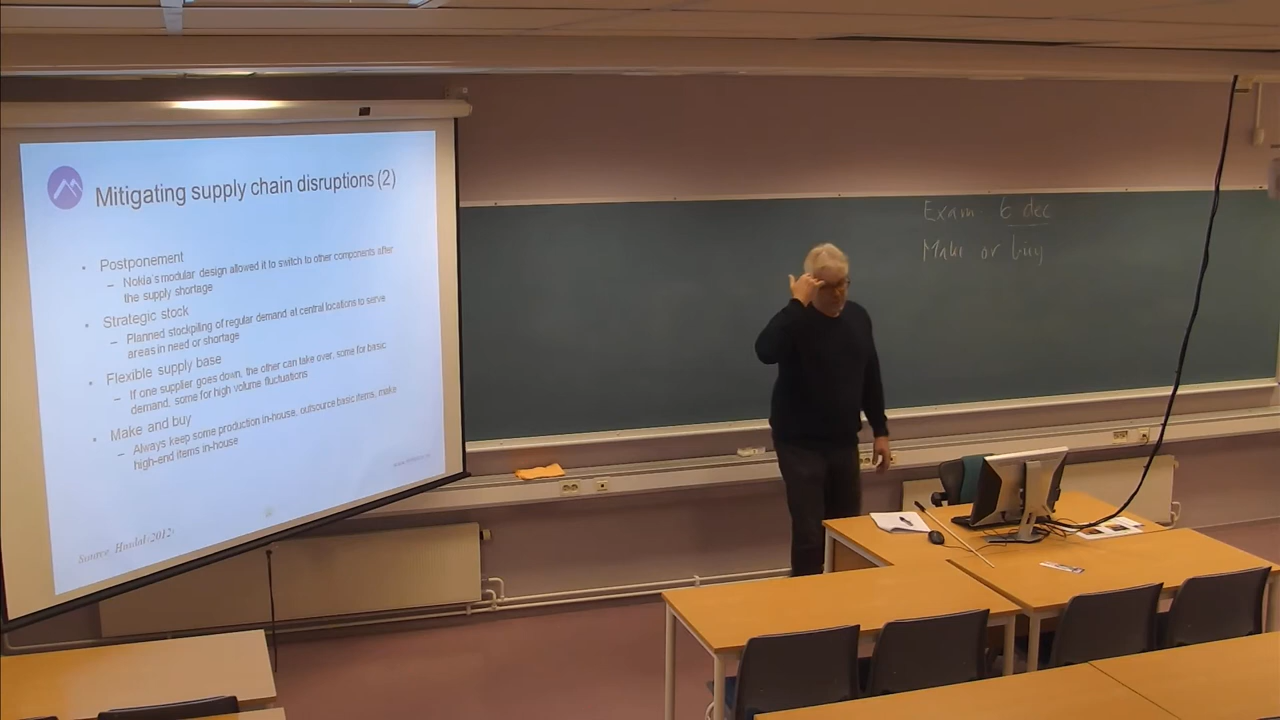 Mitigating supply chain disruptions (2)
• Postponement
– Nokia's modular design allowed it to switch to other components after
the supply shortage
• Strategic stock
– Planned stockpiling of regular demand at central locations to serve
areas in need or shortage
• Flexible supply base
– If one supplier goes down, the other can take over, some for basic
demand, some for high volume fluctuations
• Make and buy
– Always keep some production in-house, outsource basic items, make
high-end items in-house
Source: Husdal (2012)
Exam 6 dec
Make or buy